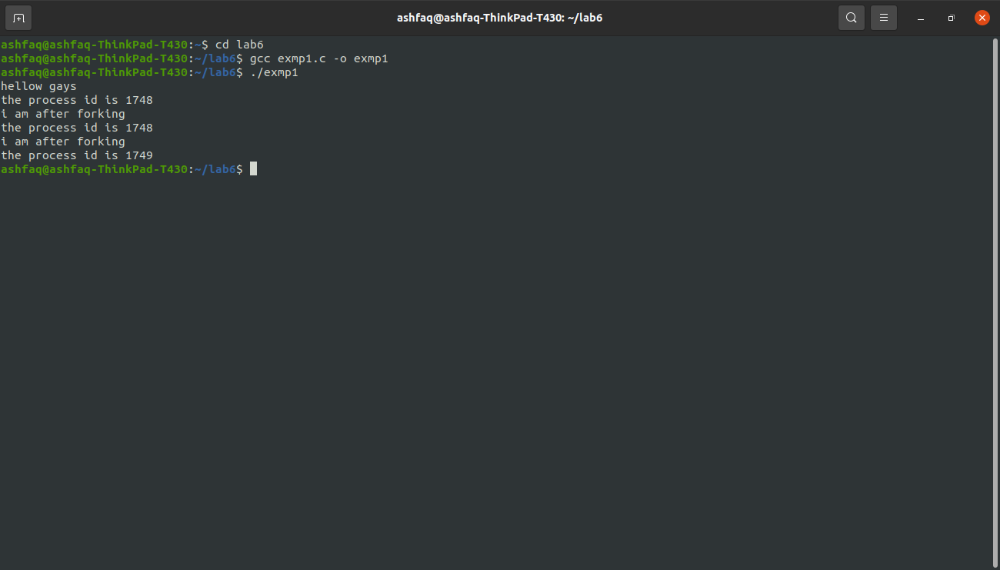 ashfaq@ashfaq-ThinkPad-T430: ~/lab6
ashfaq@ashfaq-ThinkPad-T430:~$ cd lab6
ashfaq@ashfaq-ThinkPad-T430:~/lab6$ gcc exmp1.c -o exmp1
ashfaq@ashfaq-ThinkPad-T430:~/lab6$ ./exmp1
hellow gays
the process id is 1748
i am after forking
the process id is 1748
i am after forking
the process id is 1749
ashfaq@ashfaq-ThinkPad-T430:~/lab6$